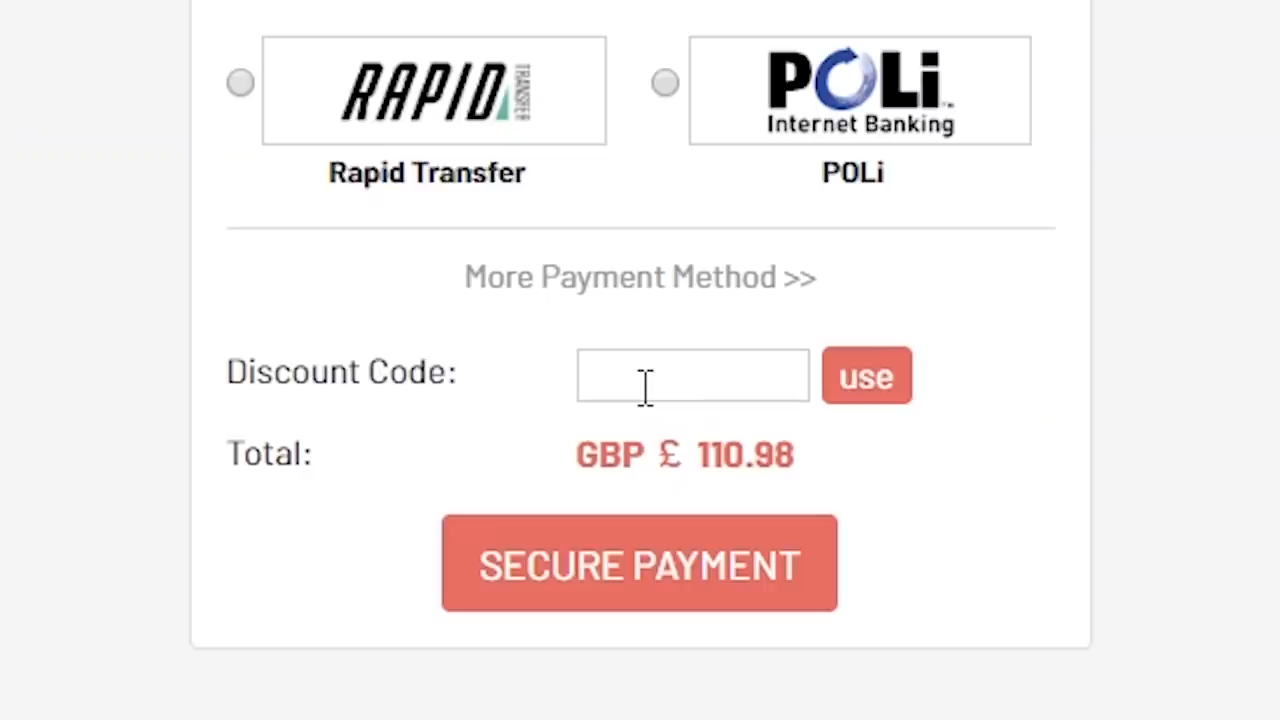 RAPID TRANSFER
POLi™
Internet Banking
Rapid Transfer
POLi
More Payment Method >>
Discount Code:
use
Total:
GBP £ 110.98
SECURE PAYMENT